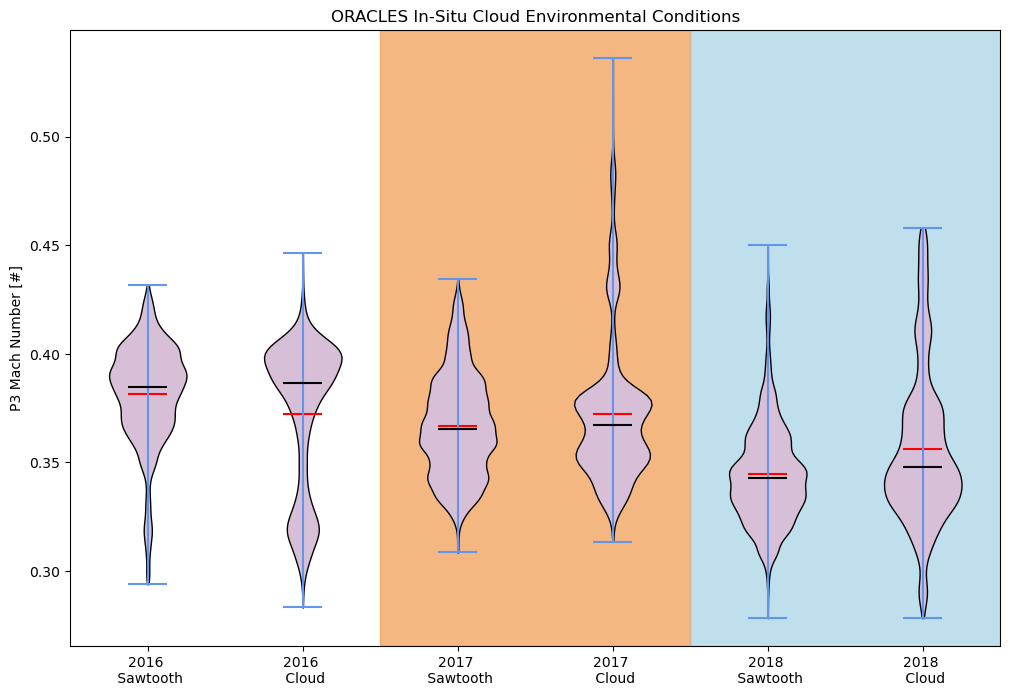 ORACLES In-Situ Cloud Environmental Conditions
P3 Mach Number [#]
0.50
0.45
0.40
0.35
0.30
2016
Sawtooth
2016
Cloud
2017
Sawtooth
2017
Cloud
2018
Sawtooth
2018
Cloud